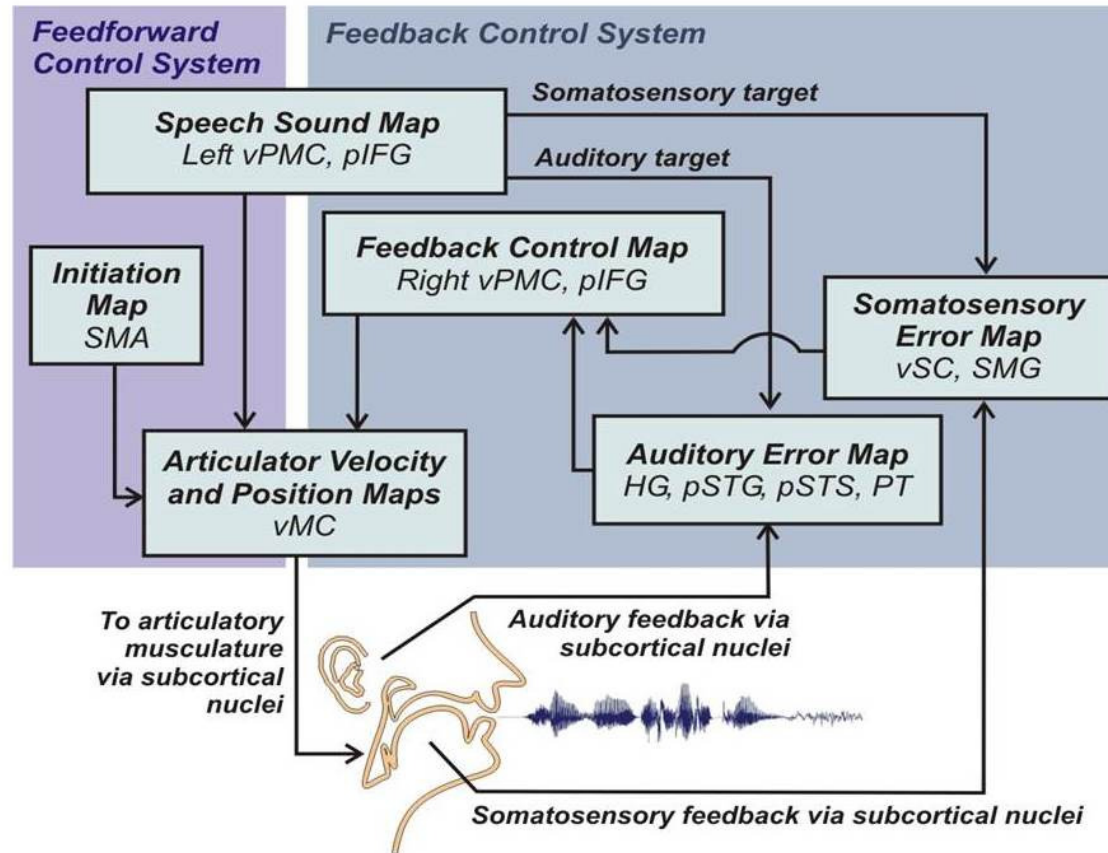 Feedforward
Control System
Feedback Control System
Speech Sound Map
Left vPMC, pIFG
Somatosensory target
Auditory target
Initiation
Map
SMA
Feedback Control Map
Right vPMC, pIFG
Somatosensory
Error Map
vSC, SMG
Articulator Velocity
and Position Maps
vMC
Auditory Error Map
HG, pSTG, pSTS, PT
To articulatory
musculature
via subcortical
nuclei
Auditory feedback via
subcortical nuclei
Somatosensory feedback via subcortical nuclei